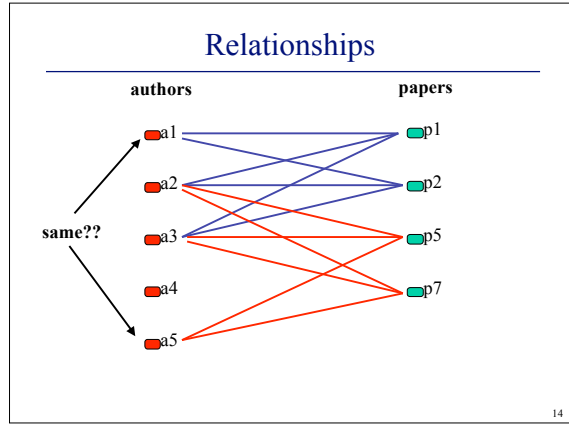 Relationships
authors
papers
a1
p1
a2
p2
same??
a3
p5
a4
p7
a5
14